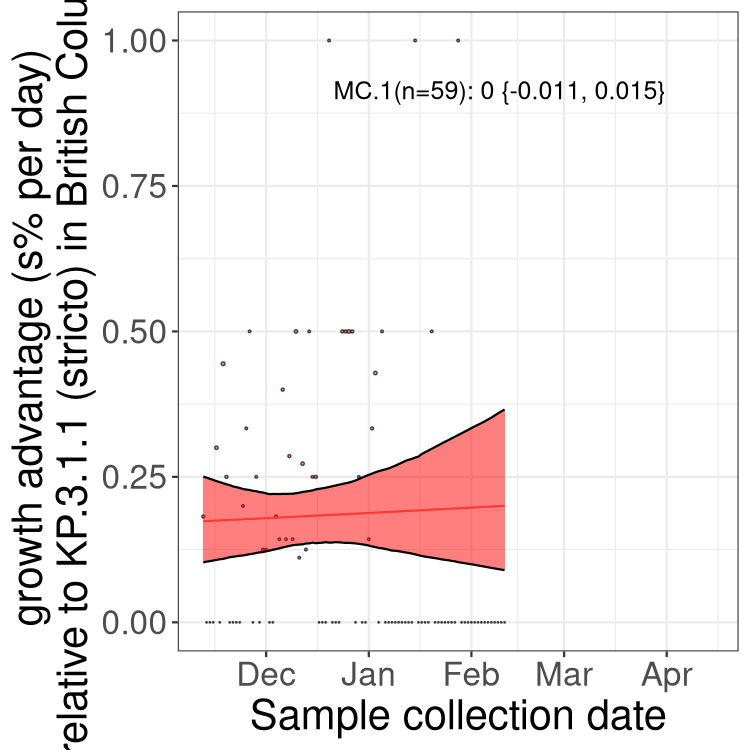 growth advantage (s% per day)
relative to KP.3.1.1 (stricto) in British Colu
1.00
0.75
0.50
0.25
0.00
MC.1(n=59): 0 {-0.011, 0.015}
Dec Jan Feb Mar Apr
Sample collection date